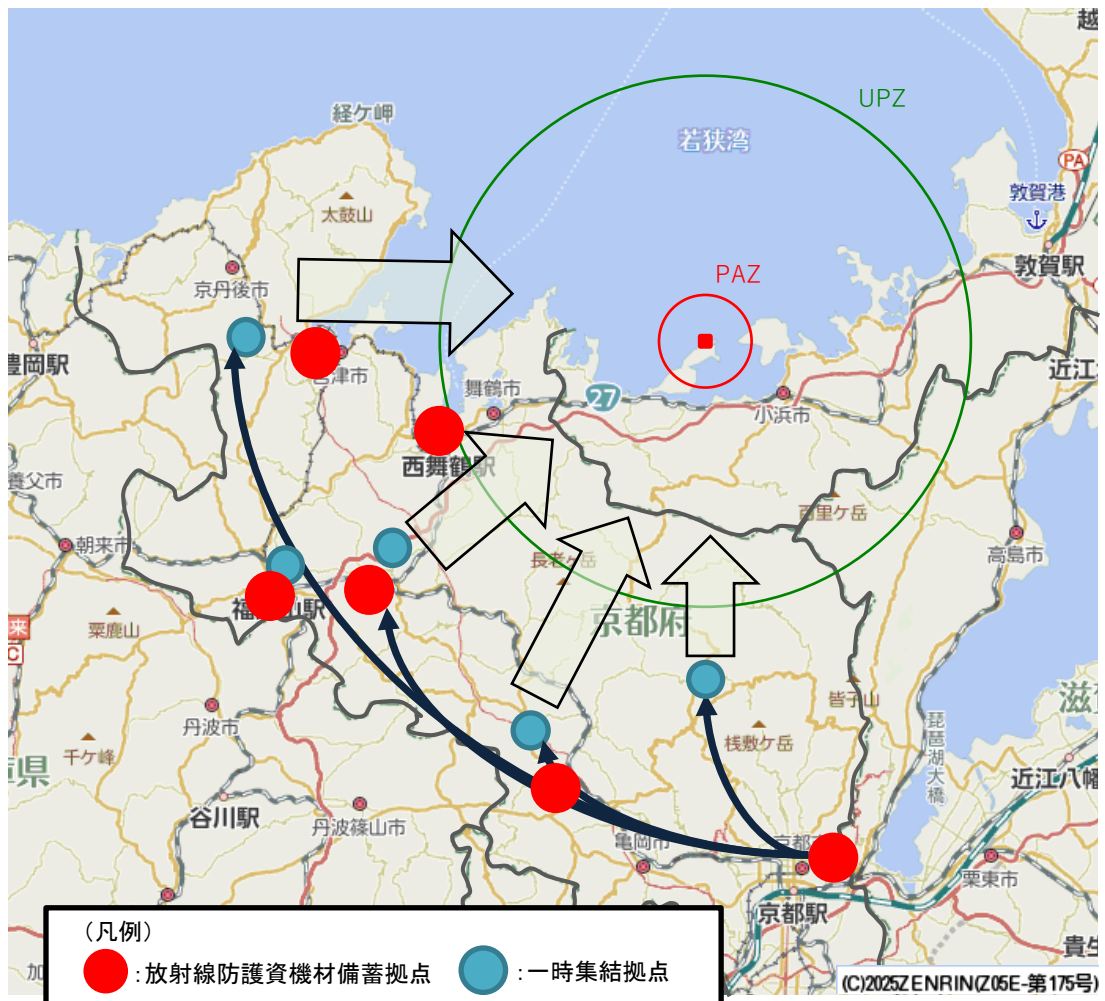 越
UPZ
経ケ岬
若狭湾
PA
敦賀港
太鼓山
PAZ
敦賀駅
京丹後市
豊岡駅
宮津市
近江
舞鶴市
27
小浜市
西舞鶴駅
養父市
百里ケ岳
朝来市
長老ケ岳
高島市
福知山駅
京都府
来
粟鹿山
C
皆子山
滋
丹波市
琵琶湖大橋
千ケ峰
桟敷ケ岳
県
近江八幡
谷川駅
丹波篠山市
亀岡市
京都市
栗東市
京都駅
(凡例)
貴生
加
:放射線防護資機材備蓄拠点
:一時集結拠点
(C)2025ZENRIN(Z05E-第175号)